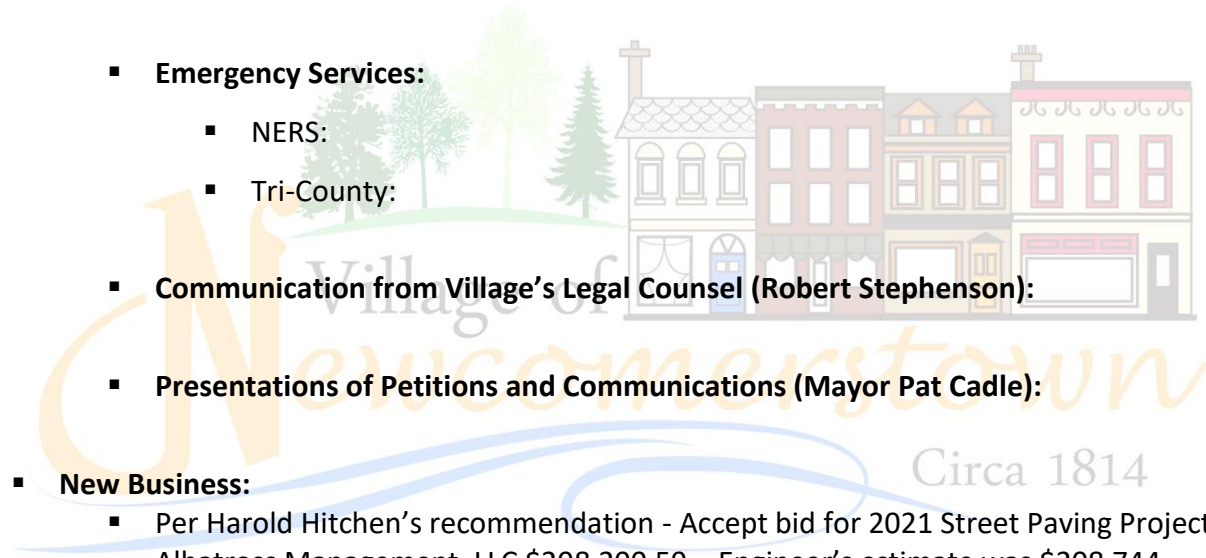 ▪ Emergency Services:
▪ NERS:
▪ Tri-County:
▪ Communication from Village’s Legal Counsel (Robert Stephenson):
Village of
▪ Presentations of Petitions and Communications (Mayor Pat Cadle):
Newcomerstown
Circa 1814
▪ New Business:
▪ Per Harold Hitchen’s recommendation - Accept bid for 2021 Street Paving Project